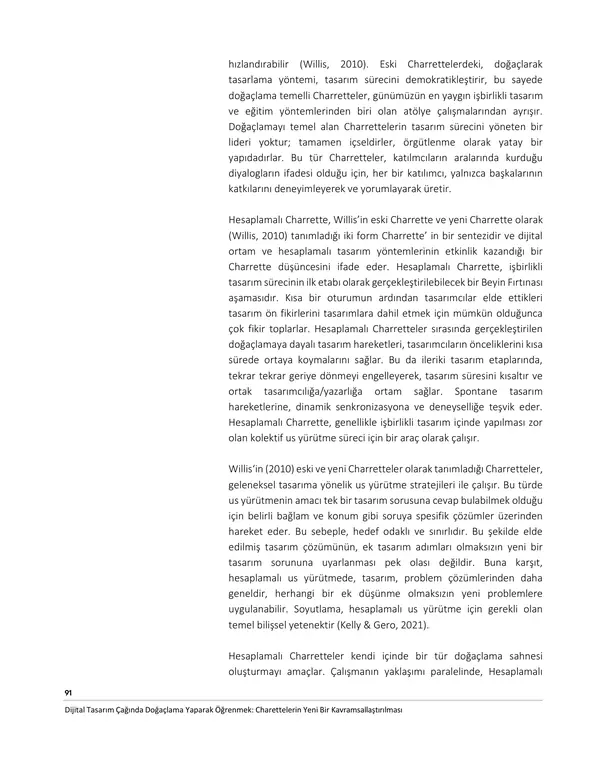 hızlandırabilir (Willis, 2010). Eski Charrettelerdeki, doğaçlarak
tasarlama yöntemi, tasarım sürecini demokratikleştirir, bu sayede
doğaçlama temelli Charretteler, günümüzün en yaygın işbirlikli tasarım
ve eğitim yöntemlerinden biri olan atölye çalışmalarından ayrışır.
Doğaçlamayı temel alan Charrettelerin tasarım sürecini yöneten bir
lideri yoktur; tamamen içseldirler, örgütlenme olarak yatay bir
yapıdadırlar. Bu tür Charretteler, katılmcıların aralarında kurduğu
diyalogların ifadesi olduğu için, her bir katılımcı, yalnızca başkalarının
katkılarını deneyimleyerek ve yorumlayarak üretir.
Hesaplamalı Charrette, Willis’in eski Charrette ve yeni Charrette olarak
(Willis, 2010) tanımladığı iki form Charrette’ in bir sentezidir ve dijital
ortam ve hesaplamalı tasarım yöntemlerinin etkinlik kazandığı bir
Charrette düşüncesini ifade eder. Hesaplamalı Charrette, işbirlikli
tasarım sürecinin ilk etabı olarak gerçekleştirilebilecek bir Beyin Fırtınası
aşamasıdır. Kısa bir oturumun ardından tasarımcılar elde ettikleri
tasarım ön fikirlerini tasarımlara dahil etmek için mümkün olduğunca
çok fikir toplarlar. Hesaplamalı Charretteler sırasında gerçekleştirilen
doğaçlamaya dayalı tasarım hareketleri, tasarımcıların önceliklerini kısa
sürede ortaya koymalarını sağlar. Bu da ileriki tasarım etaplarında,
tekrar tekrar geriye dönmeyi engelleyerek, tasarım süresini kısaltır ve
ortak tasarımcılığa/yazarlığa ortam sağlar. Spontane tasarım
hareketlerine, dinamik senkronizasyona ve deneyselliğe teşvik eder.
Hesaplamalı Charrette, genellikle işbirlikli tasarım içinde yapılması zor
olan kolektif us yürütme süreci için bir araç olarak çalışır.
Willis’in (2010) eski ve yeni Charretteler olarak tanımladığı Charretteler,
geleneksel tasarıma yönelik us yürütme stratejileri ile çalışır. Bu türde
us yürütmenin amacı tek bir tasarım sorusuna cevap bulabilmek olduğu
için belirli bağlam ve konum gibi soruya spesifik çözümler üzerinden
hareket eder. Bu sebeple, hedef odaklı ve sınırlıdır. Bu şekilde elde
edilmiş tasarım çözümünün, ek tasarım adımları olmaksızın yeni bir
tasarım sorununa uyarlanması pek olası değildir. Buna karşıt,
hesaplamalı us yürütmede, tasarım, problem çözümlerinden daha
geneldir, herhangi bir ek düşünme olmaksızın yeni problemlere
uygulanabilir. Soyutlama, hesaplamalı us yürütme için gerekli olan
temel bilişsel yetenektir (Kelly & Gero, 2021).
Hesaplamalı Charretteler kendi içinde bir tür doğaçlama sahnesi
oluşturmayı amaçlar. Çalışmanın yaklaşımı paralelinde, Hesaplamalı
91
Dijital Tasarım Çağında Doğaçlama Yaparak Öğrenmek: Charettelerin Yeni Bir Kavramsallaştırılması